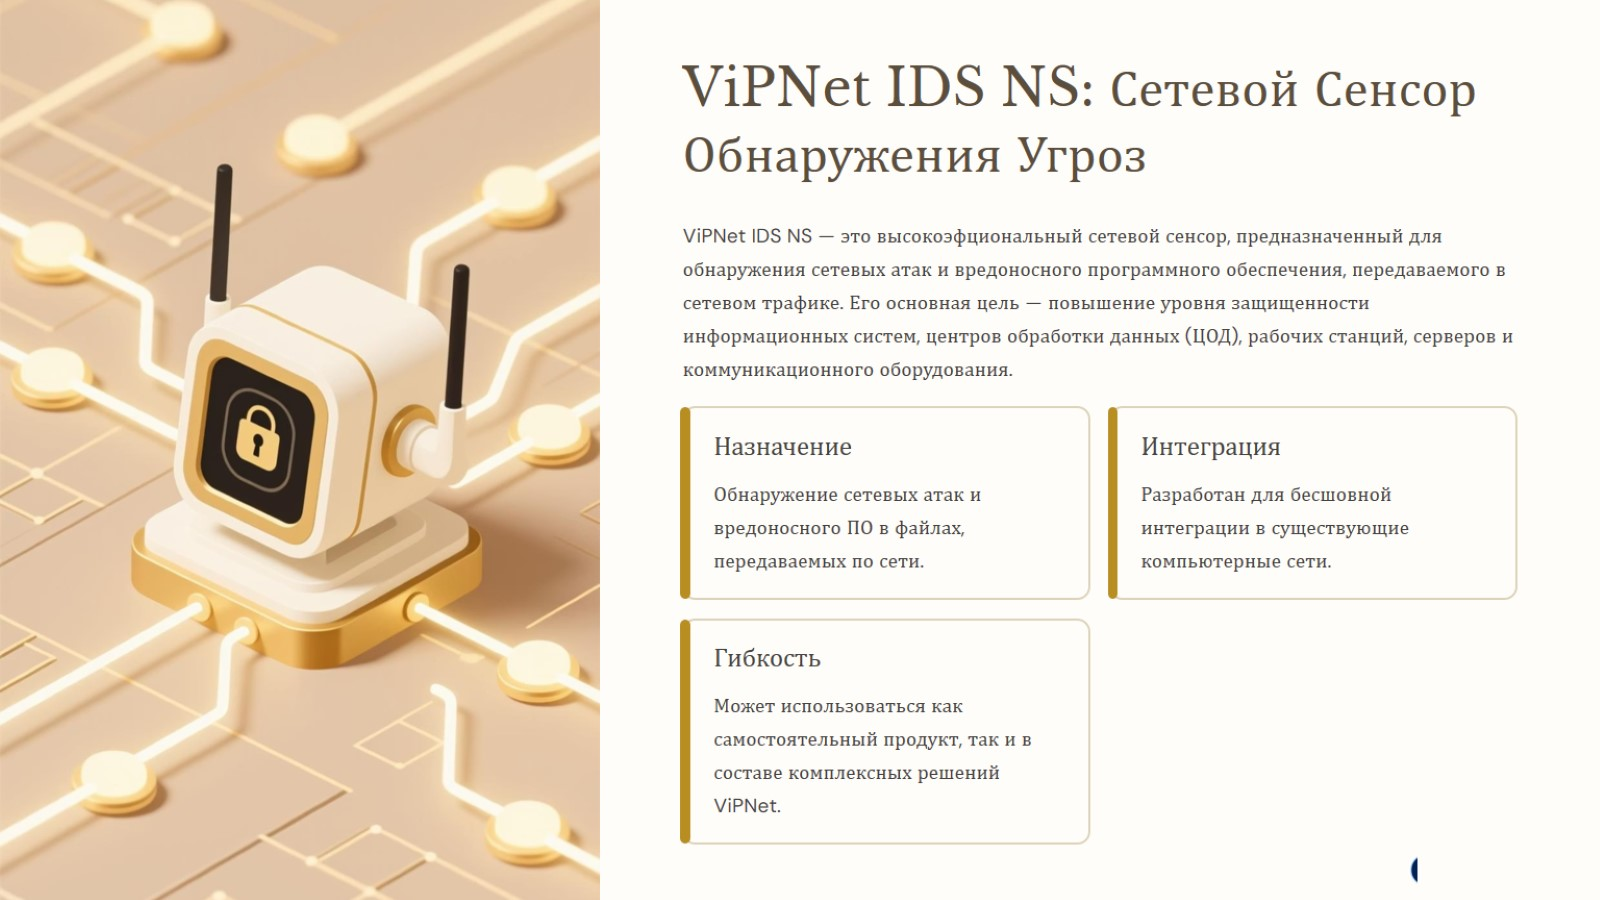 ViPNet IDS NS: Сетевой Сенсор
Обнаружения Угроз
ViPNet IDS NS — это высокоэфциональный сетевой сенсор, предназначенный для
обнаружения сетевых атак и вредоносного программного обеспечения, передаваемого в
сетевом трафике. Его основная цель — повышение уровня защищенности
информационных систем, центров обработки данных (ЦОД), рабочих станций, серверов и
коммуникационного оборудования.
Назначение
Обнаружение сетевых атак и
вредоносного ПО в файлах,
передаваемых по сети.
Интеграция
Разработан для бесшовной
интеграции в существующие
компьютерные сети.
Гибкость
Может использоваться как
самостоятельный продукт, так и в
составе комплексных решений
ViPNet.